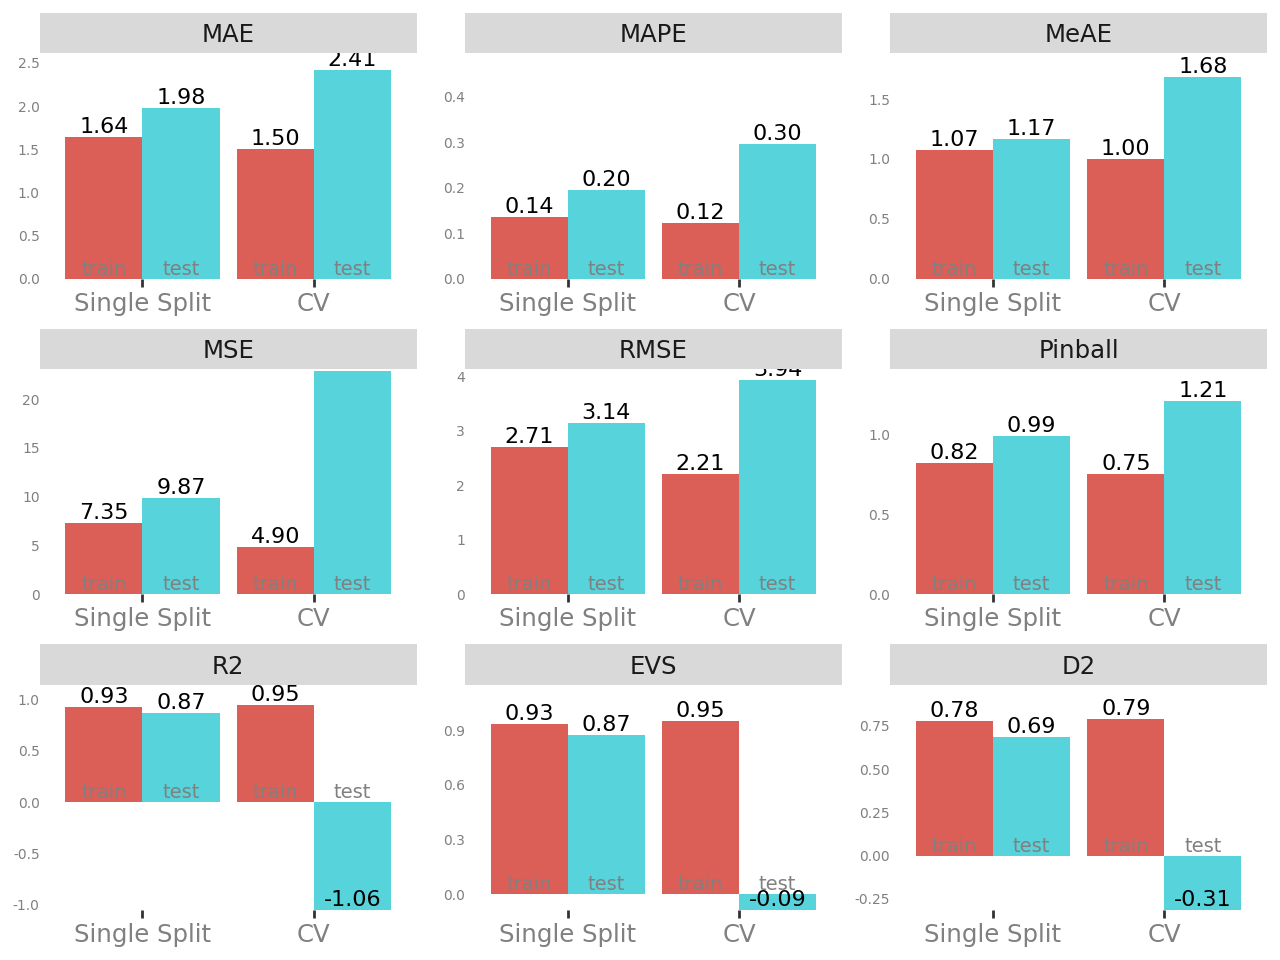 MAE
MAPE
MeAE
2.5
2.0
1.5
1.0
0.5
0.0
1.64
1.98
1.50
2.41
train
test
train
test
Single Split
CV
0.4
0.3
0.2
0.1
0.0
0.14
0.20
0.12
0.30
train
test
train
test
Single Split
CV
1.5
1.0
0.5
0.0
1.07
1.17
1.00
1.68
train
test
train
test
Single Split
CV
MSE
RMSE
Pinball
20
15
10
5
0
7.35
9.87
4.90
train
test
train
test
Single Split
CV
4
3
2
1
0
2.71
3.14
2.21
3.94
train
test
train
test
Single Split
CV
1.0
0.5
0.0
0.82
0.99
0.75
1.21
train
test
train
test
Single Split
CV
R2
EVS
D2
1.0
0.5
0.0
-0.5
-1.0
0.93
0.87
0.95
-1.06
train
test
train
test
Single Split
CV
0.9
0.6
0.3
0.0
0.93
0.87
0.95
-0.09
train
test
train
test
Single Split
CV
0.75
0.50
0.25
0.00
-0.25
0.78
0.69
0.79
-0.31
train
test
train
test
Single Split
CV